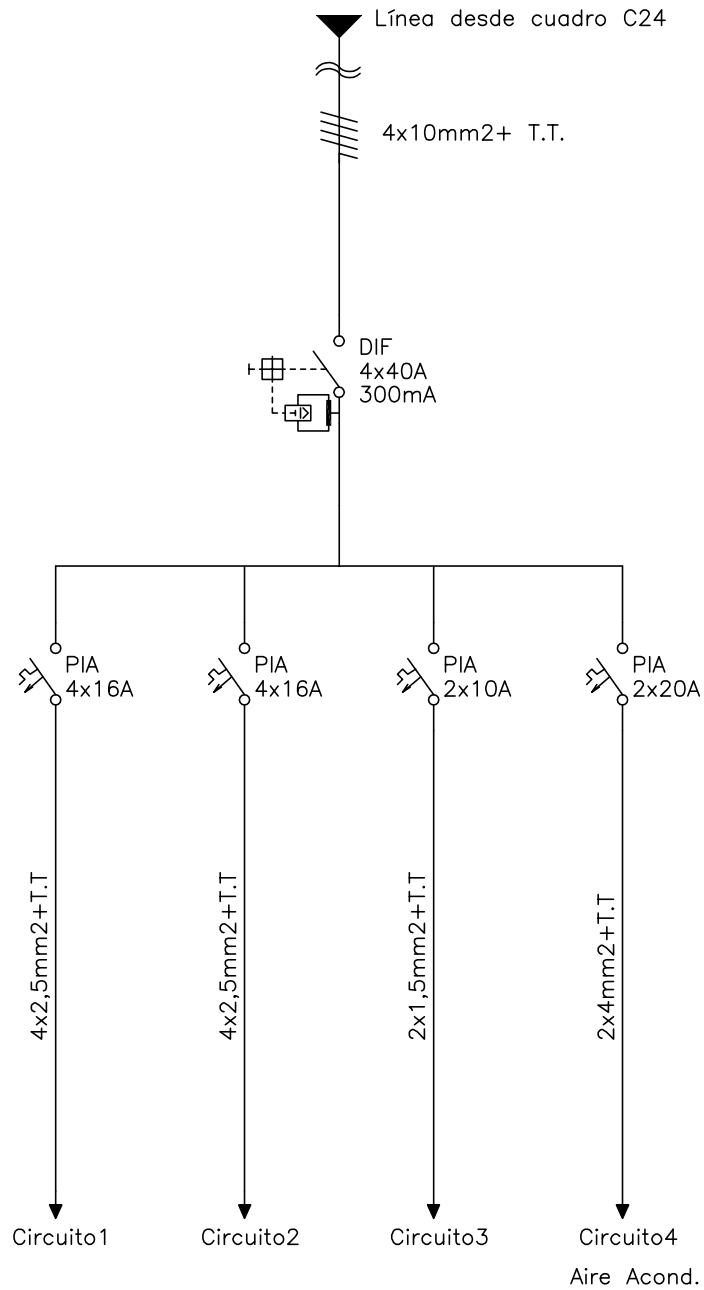 Línea desde cuadro C24
4x10mm2+ T.T.
DIF
4x40A
300mA
PIA
4x16A
PIA
4x16A
PIA
2x10A
PIA
2x20A
4x2,5mm2+T.T
4x2,5mm2+T.T
2x1,5mm2+T.T
2x4mm2+T.T
Circuito1
Circuito2
Circuito3
Circuito4
Aire Acond.